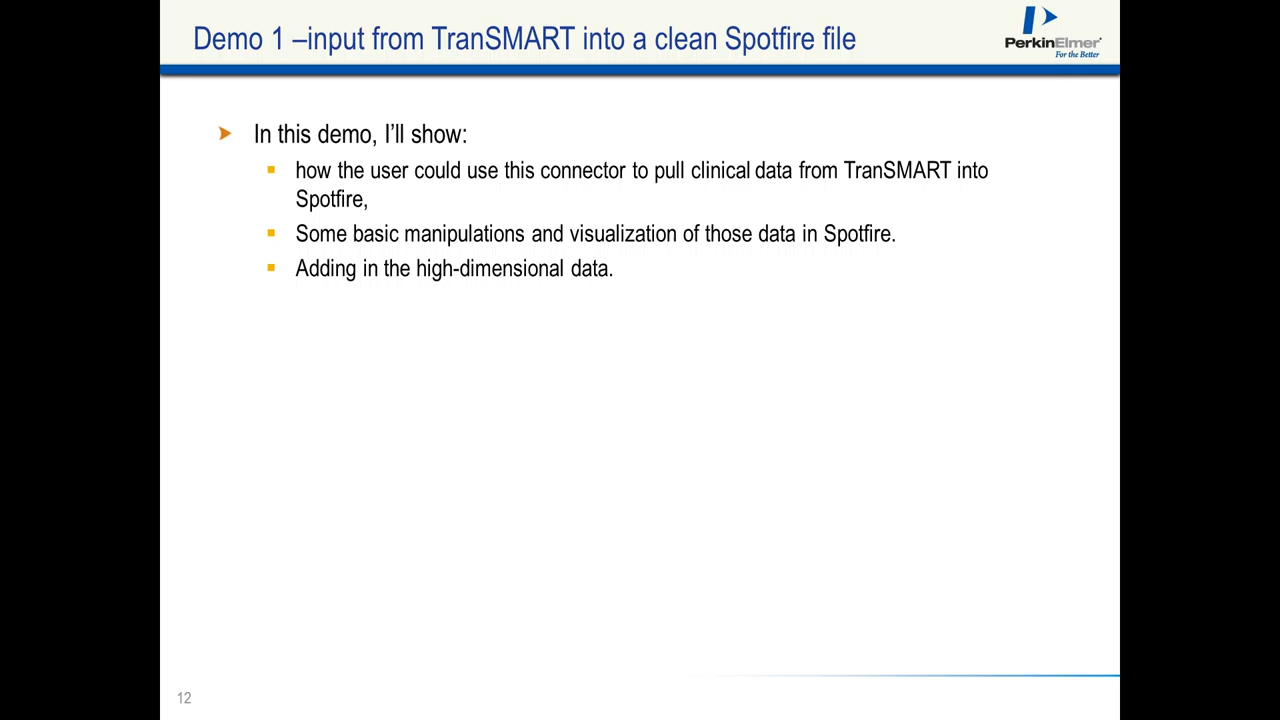 Demo 1 –input from TranSMART into a clean Spotfire file
PerkinElmer
For the Better
In this demo, I'll show:
how the user could use this connector to pull clinical data from TranSMART into
Spotfire,
Some basic manipulations and visualization of those data in Spotfire.
Adding in the high-dimensional data.
12